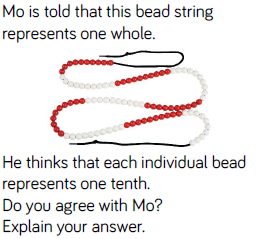 Mo is told that this bead string
represents one whole.
He thinks that each individual bead
represents one tenth.
Do you agree with Mo?
Explain your answer.